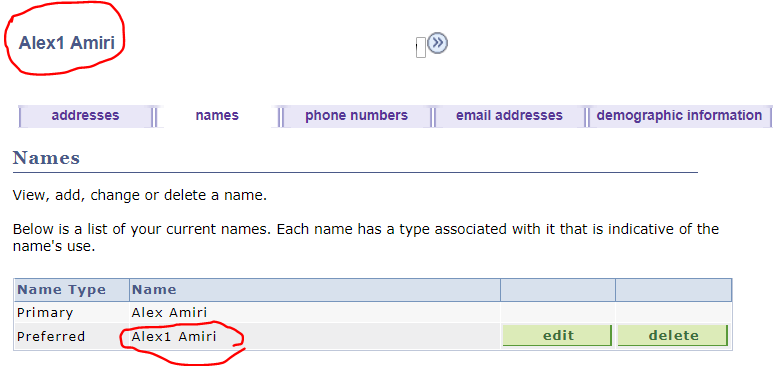 Alex1 Amiri
addresses names phone numbers email addresses demographic information
Names
View, add, change or delete a name.
Below is a list of your current names. Each name has a type associated with it that is indicative of the
name's use.
Name Type Name
Primary Alex Amiri
Preferred Alex1 Amiri edit delete